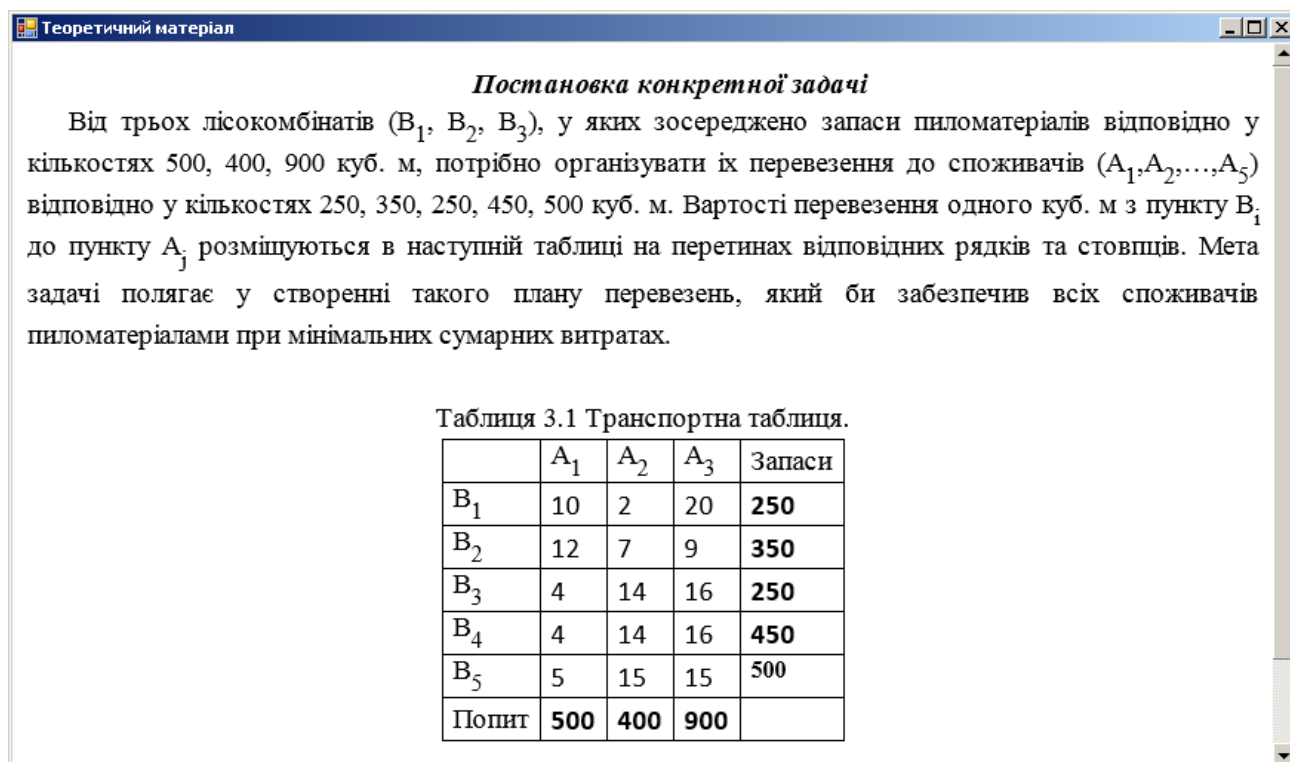 Теоретичний матеріал
Постановка конкретної задачі
Від трьох лісокомбінатів (B1, B2, B3), у яких зосереджено запаси пиломатеріалів відповідно у
кількостях 500, 400, 900 куб. м, потрібно організувати їх перевезення до споживачів (A1,A2,...,A5)
відповідно у кількостях 250, 350, 250, 450, 500 куб. м. Вартості перевезення одного куб. м з пункту Bi
до пункту Aj розміщуються в наступній таблиці на перетинах відповідних рядків та стовпців. Мета
задачі полягає у створенні такого плану перевезень, який би забезпечив всіх споживачів
пиломатеріалами при мінімальних сумарних витратах.
Таблиця 3.1 Транспортна таблиця.
A1 A2 A3 Запаси
B1 10 2 20 250
B2 12 7 9 350
B3 4 14 16 250
B4 4 14 16 450
B5 5 15 15 500
Попит 500 400 900